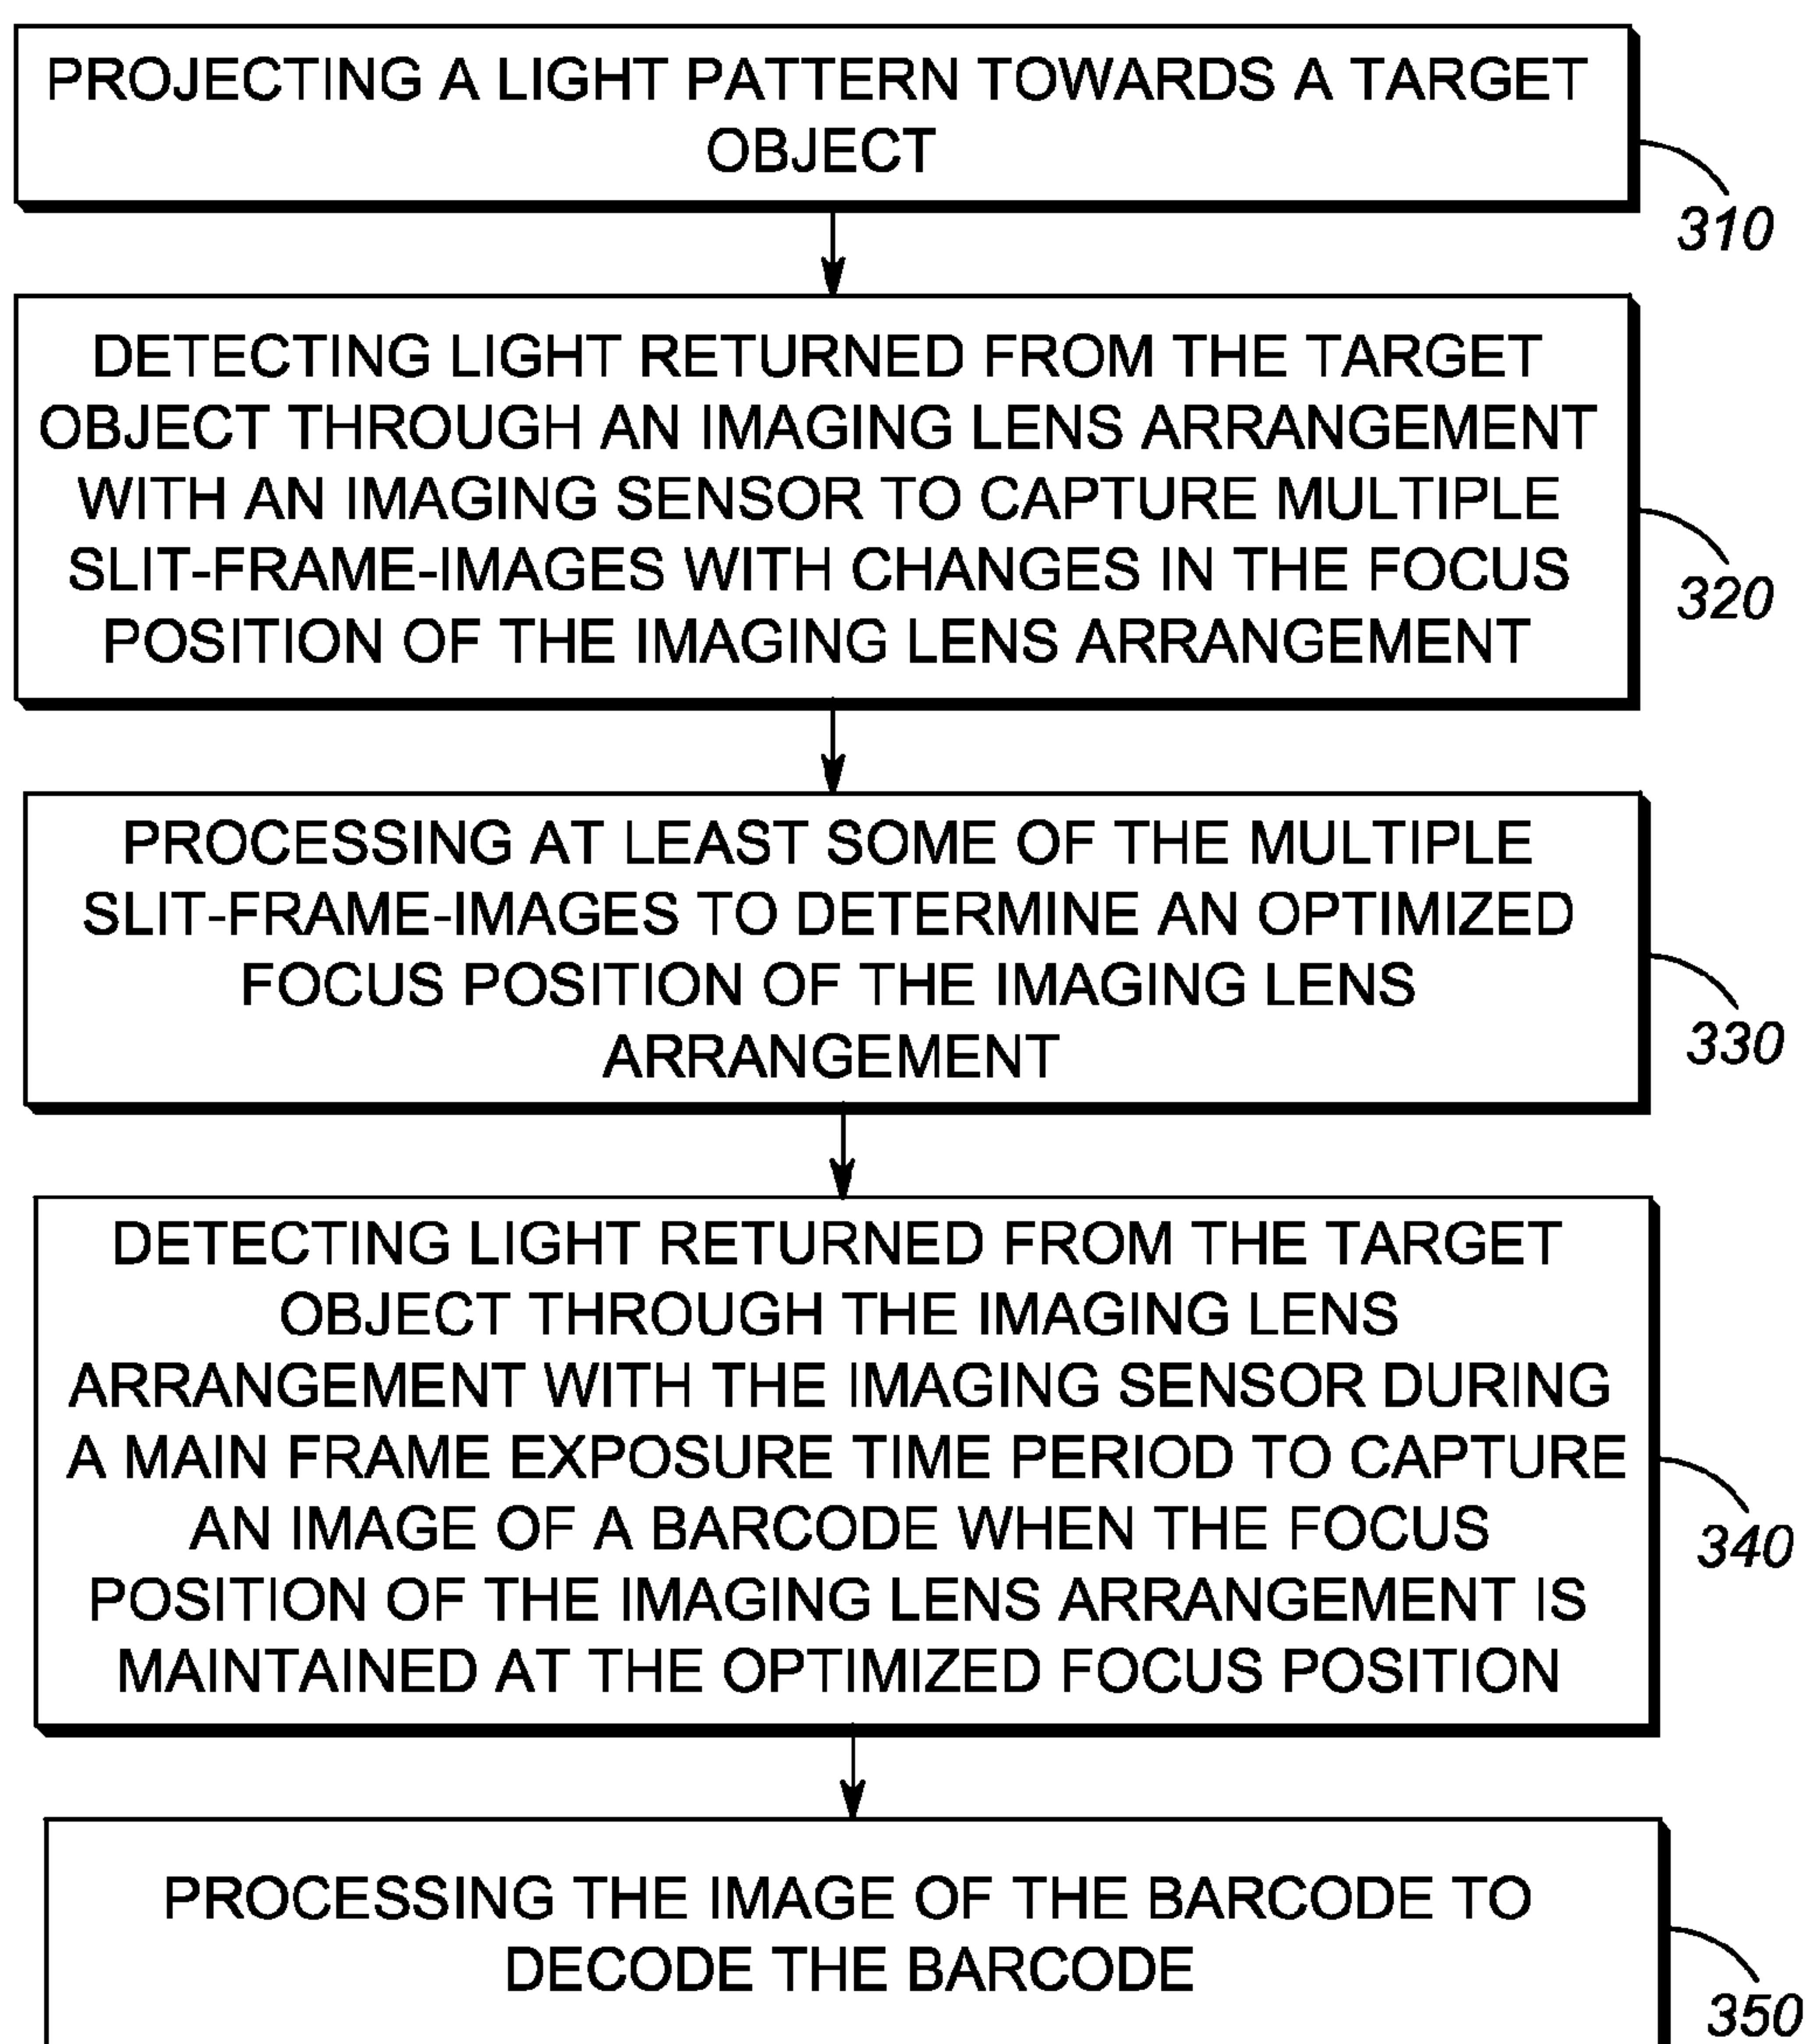 PROJECTING A LIGHT PATTERN TOWARDS A TARGET
OBJECT
310
DETECTING LIGHT RETURNED FROM THE TARGET
OBJECT THROUGH AN IMAGING LENS ARRANGEMENT
WITH AN IMAGING SENSOR TO CAPTURE MULTIPLE
SLIT-FRAME-IMAGES WITH CHANGES IN THE FOCUS
POSITION OF THE IMAGING LENS ARRANGEMENT
320
PROCESSING AT LEAST SOME OF THE MULTIPLE
SLIT-FRAME-IMAGES TO DETERMINE AN OPTIMIZED
FOCUS POSITION OF THE IMAGING LENS
ARRANGEMENT
330
DETECTING LIGHT RETURNED FROM THE TARGET
OBJECT THROUGH THE IMAGING LENS
ARRANGEMENT WITH THE IMAGING SENSOR DURING
A MAIN FRAME EXPOSURE TIME PERIOD TO CAPTURE
AN IMAGE OF A BARCODE WHEN THE FOCUS
POSITION OF THE IMAGING LENS ARRANGEMENT IS
MAINTAINED AT THE OPTIMIZED FOCUS POSITION
340
PROCESSING THE IMAGE OF THE BARCODE TO
DECODE THE BARCODE
350